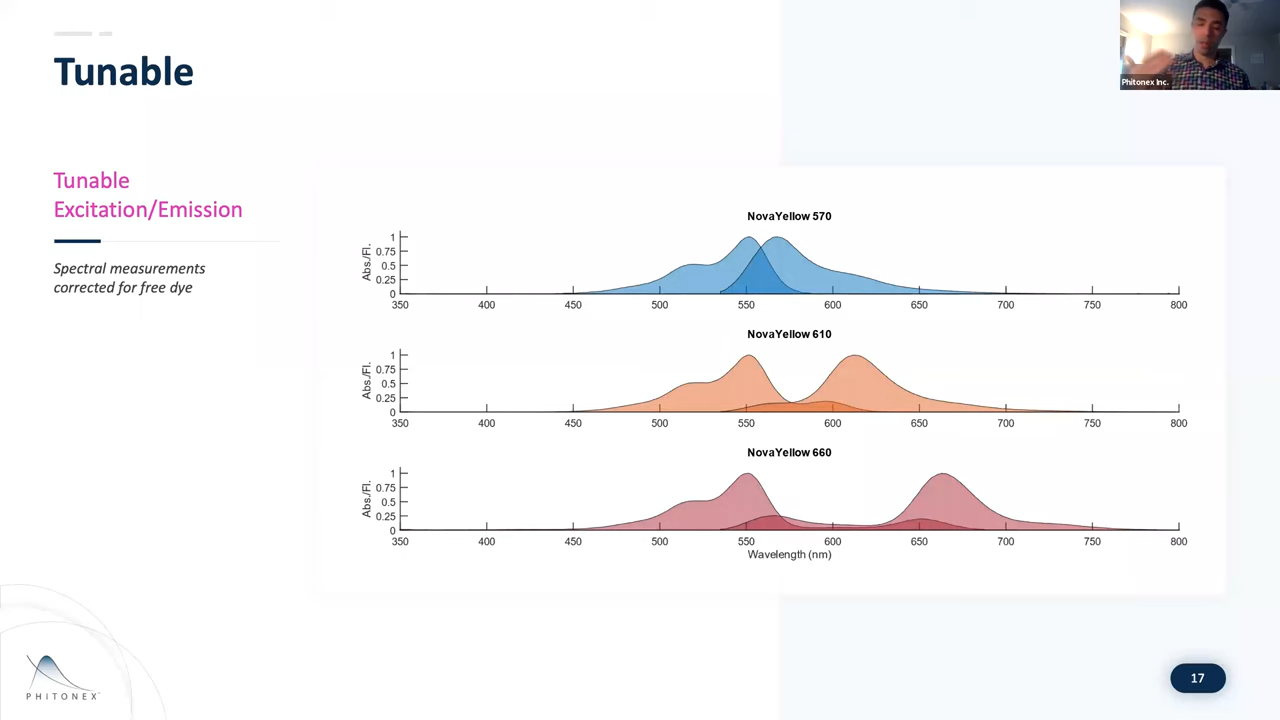 Tunable
Phitonex Inc.
Tunable
Excitation/Emission
Spectral measurements
corrected for free dye
NovaYellow 570
Abs./Fl.
1
0.75
0.5
0.25
0
350 400 450 500 550 600 650 700 750 800
NovaYellow 610
Abs./Fl.
1
0.75
0.5
0.25
0
350 400 450 500 550 600 650 700 750 800
NovaYellow 660
Abs./Fl.
1
0.75
0.5
0.25
0
350 400 450 500 550 600 650 700 750 800
Wavelength (nm)
PHITONEX
17